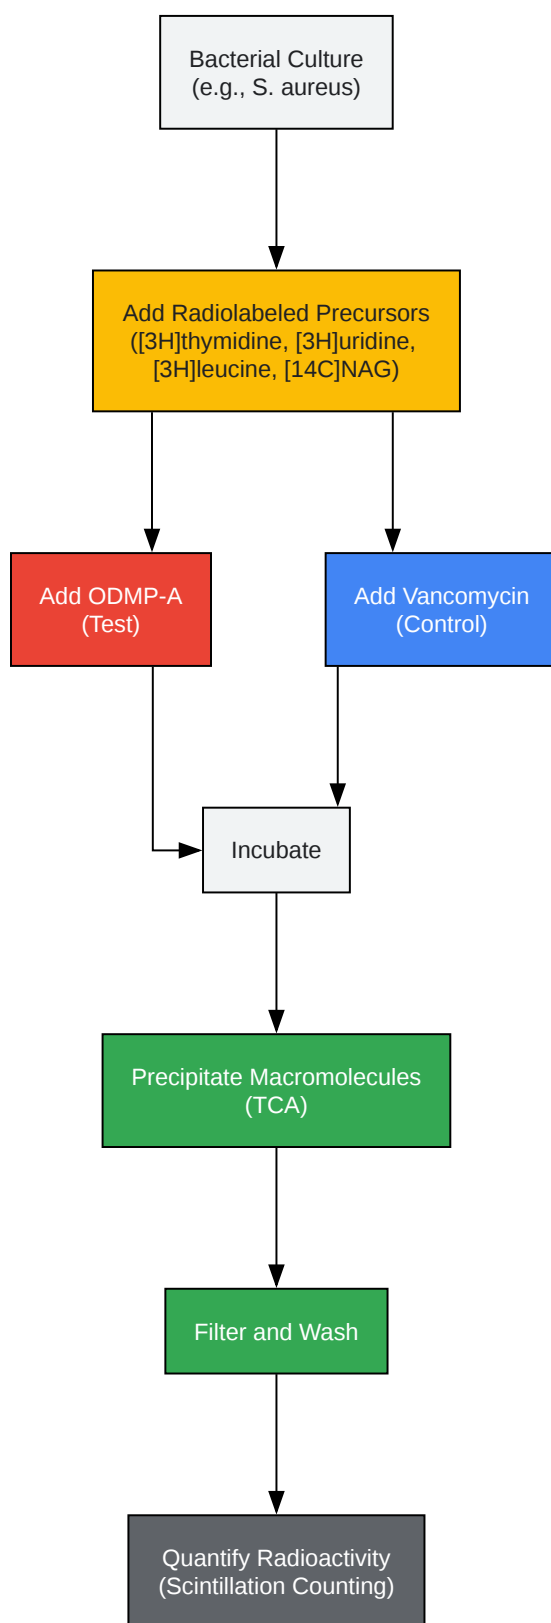 Bacterial Culture
(e.g., S. aureus)
Add Radiolabeled Precursors
([3H]thymidine, [3H]uridine,
[3H]leucine, [14C]NAG)
Add ODMP-A
(Test)
Add Vancomycin
(Control)
Incubate
Precipitate Macromolecules
(TCA)
Filter and Wash
Quantify Radioactivity
(Scintillation Counting)